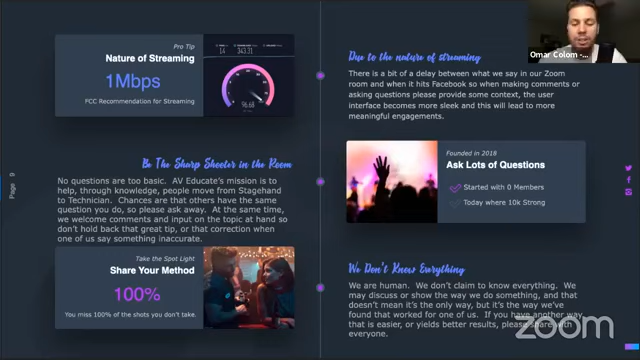 Pro Tip
Nature of Streaming
1Mbps
FCC Recommendation for Streaming
14
343.31
96.68
Be The Sharp Shooter in the Room
No questions are too basic. AV Educate's mission is to
help, through knowledge, people move from Stagehand
to Technician. Chances are that others have the same
question you do, so please ask away. At the same time,
we welcome comments and input on the topic at hand so
don't hold back that great tip, or that correction when
one of us say something inaccurate.
Take the Spot Light
Share Your Method
100%
You miss 100% of the shots you don't take.
Page 9
Due to the nature of streaming
There is a bit of a delay between what we say in our Zoom
room and when it hits Facebook so when making comments or
asking questions please provide some context, the user
interface becomes more sleek and this will lead to more
meaningful engagements.
Founded in 2018
Ask Lots of Questions
Started with 0 Members
Today where 10k Strong
We Don't Know Everything
We are human. We don't claim to know everything. We
may discuss or show the way we do something, and that
doesn't mean it's the only way, but it's the way we've
found that worked for one of us. If you have another way
that is easier, or yields better results, please share with
everyone.
Omar Colom -
zoom